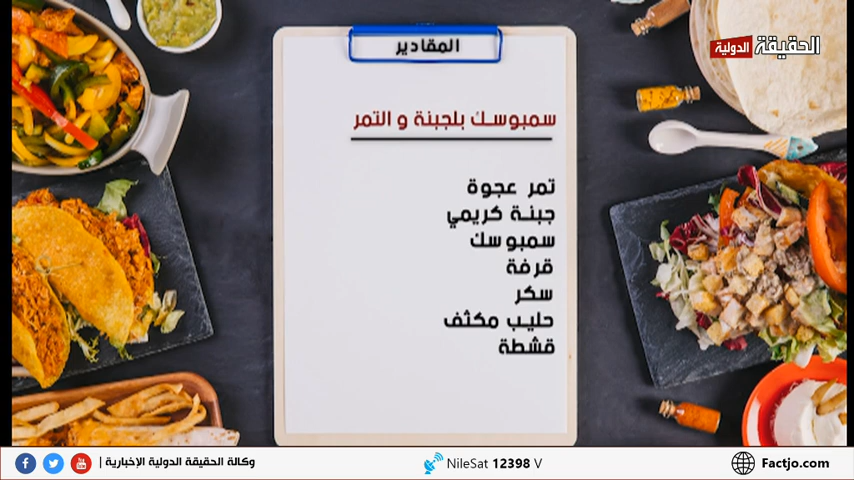 الحقيقة
الدولية
المقادير
سمبوسك بلجبنة و التمر
تمر عجوة
جبنة كريمي
سمبوسك
قرفة
سكر
حليب مكثف
قشطة
وكالة الحقيقة الدولية الإخبارية |
NileSat 12398 V
Factjo.com